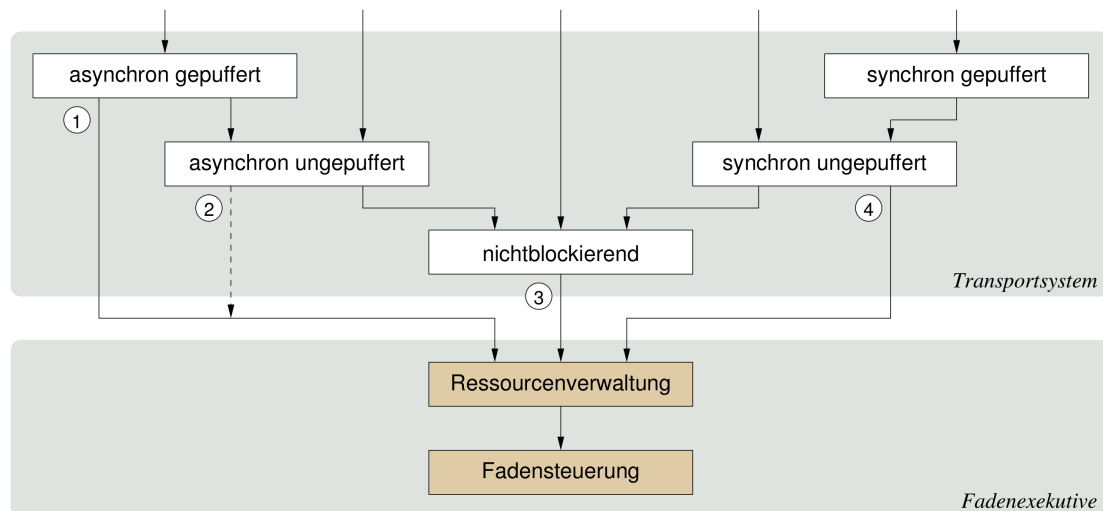 asynchron gepuffert
synchron gepuffert
1
asynchron ungepuffert
synchron ungepuffert
2
4
nichtblockierend
3
Transportsystem
Ressourcenverwaltung
Fadensteuerung
Fadenexekutive